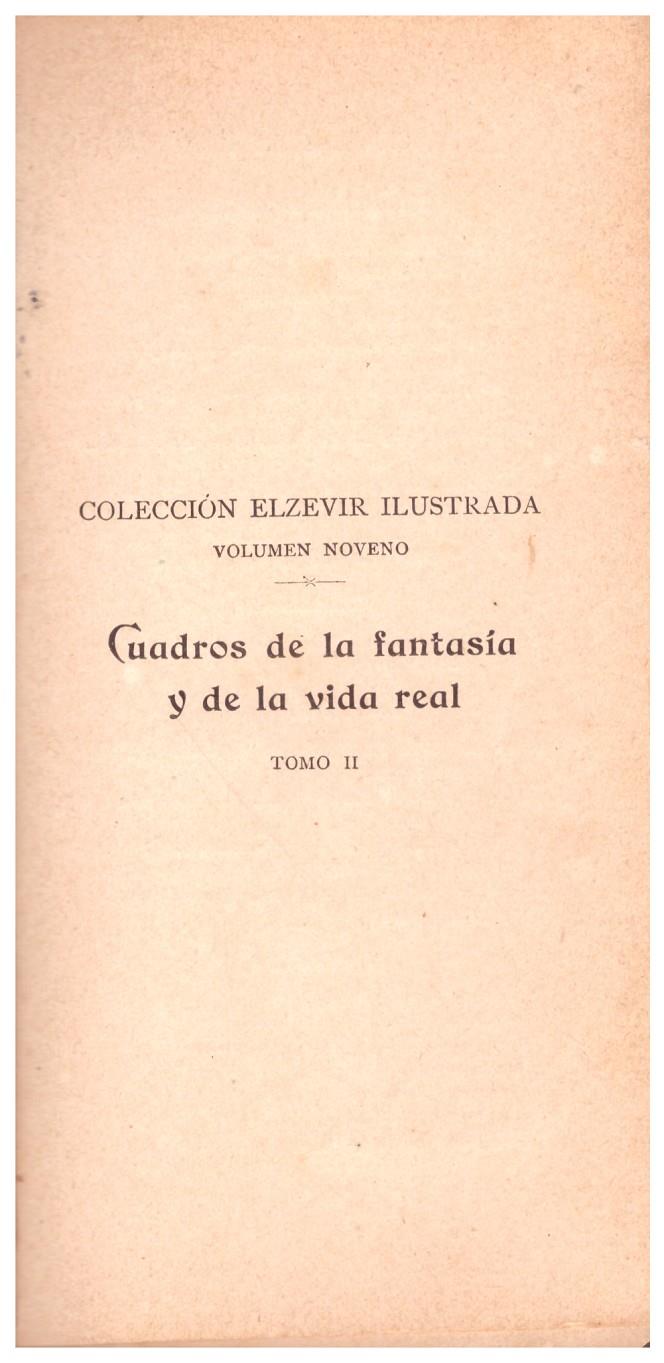 COLECCIÓN ELZEVIR ILUSTRADA
VOLUMEN NOVENO
Cuadros de la fantasía
y de la vida real
TOMO II